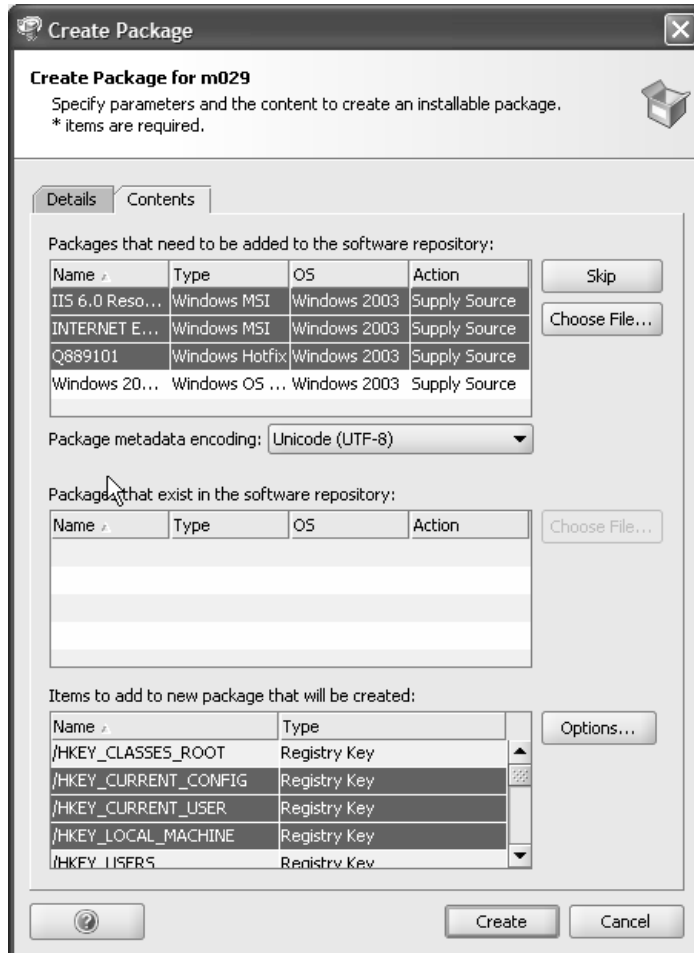 Create Package
Create Package for m029
Specify parameters and the content to create an installable package.
* items are required.
Details Contents
Packages that need to be added to the software repository:
Name Type OS Action
IIS 6.0 Reso... Windows MSI Windows 2003 Supply Source
INTERNET E... Windows MSI Windows 2003 Supply Source
Q889101 Windows Hotfix Windows 2003 Supply Source
Windows 20... Windows OS ... Windows 2003 Supply Source
Skip
Choose File...
Package metadata encoding: Unicode (UTF-8)
Packages that exist in the software repository:
Name Type OS Action
Choose File...
Items to add to new package that will be created:
Name Type
/HKEY_CLASSES_ROOT Registry Key
/HKEY_CURRENT_CONFIG Registry Key
/HKEY_CURRENT_USER Registry Key
/HKEY_LOCAL_MACHINE Registry Key
/HKEY_USERS Registry Key
Options...
? Create Cancel